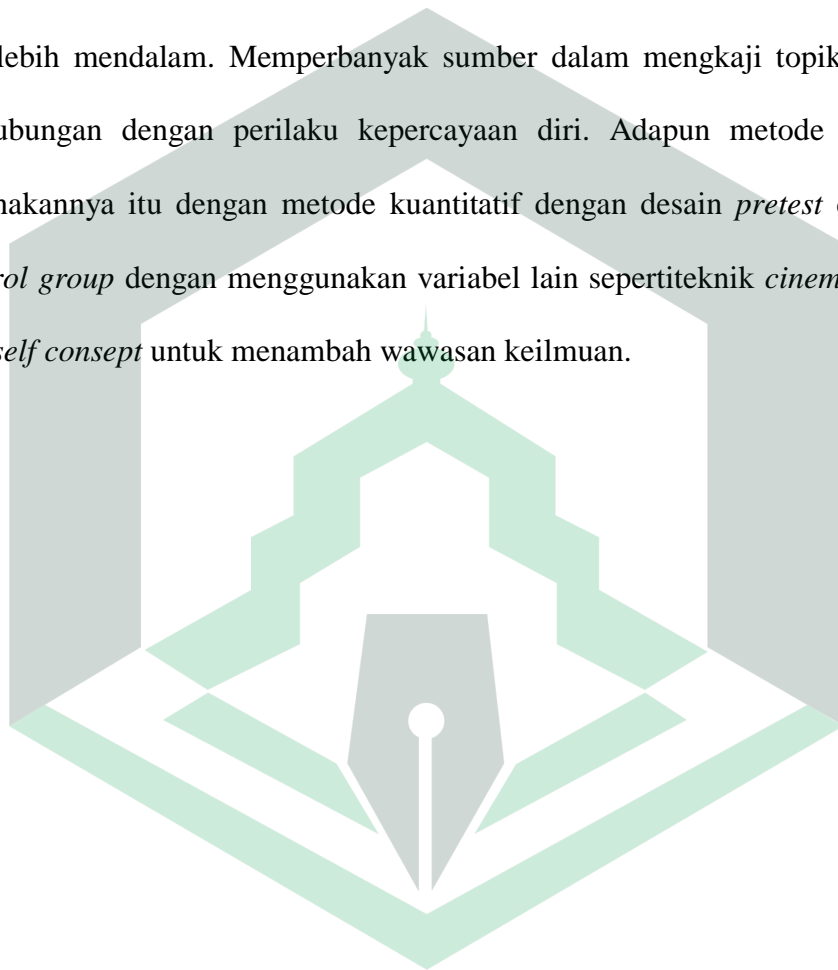 lebih mendalam. Memperbanyak sumber dalam mengkaji topik
ubungan dengan perilaku kepercayaan diri. Adapun metode
nakannya itu dengan metode kuantitatif dengan desain pretest
rol group dengan menggunakan variabel lain sepertiteknik cinem
self consept untuk menambah wawasan keilmuan.